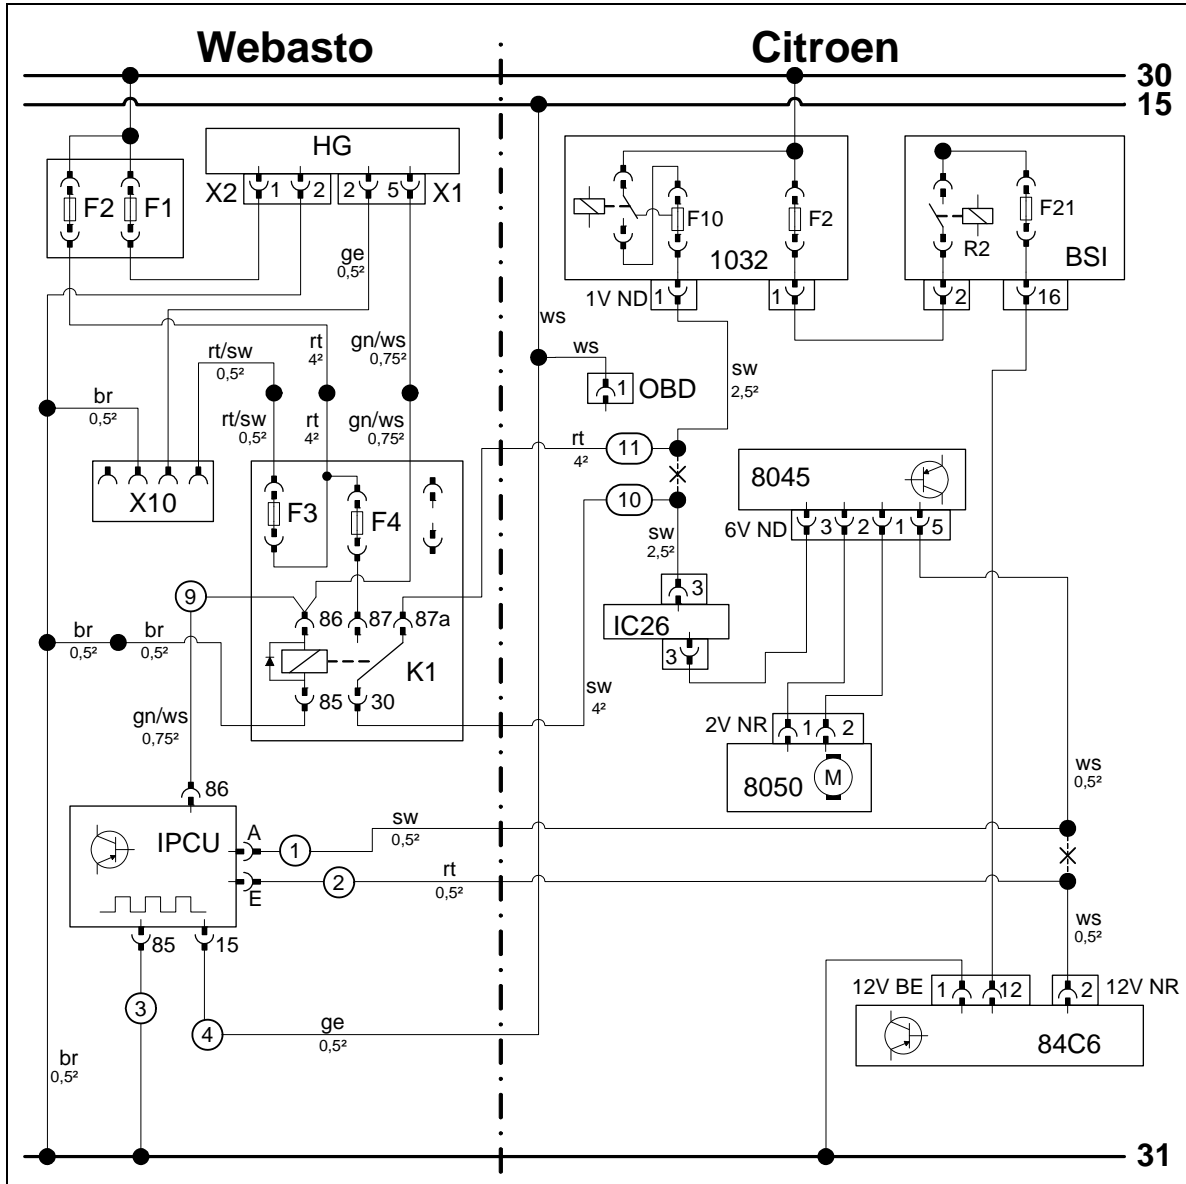 Webasto
Citroen
30
15
HG
X2 1 2 2 5 X1
F2 F1
F10
F2
1032
R2
F21
BSI
ge
0,5²
1V ND 1
1
2
16
ws
ws
rt/sw
0,5²
rt
4²
gn/ws
0,75²
sw
2,5²
1 OBD
br
0,5²
rt/sw
0,5²
rt
4²
gn/ws
0,75²
rt
4²
11
X10
F3
F4
10
8045
6V ND 3 2 1 5
sw
2,5²
9
86 87 87a
3
IC26
3
br
0,5²
br
0,5²
K1
85 30
sw
4²
gn/ws
0,75²
2V NR 1 2
8050
M
ws
0,5²
86
IPCU
A
1
sw
0,5²
E
2
rt
0,5²
85 15
ws
0,5²
3
4
ge
0,5²
12V BE 1 12
2 12V NR
84C6
br
0,5²
31